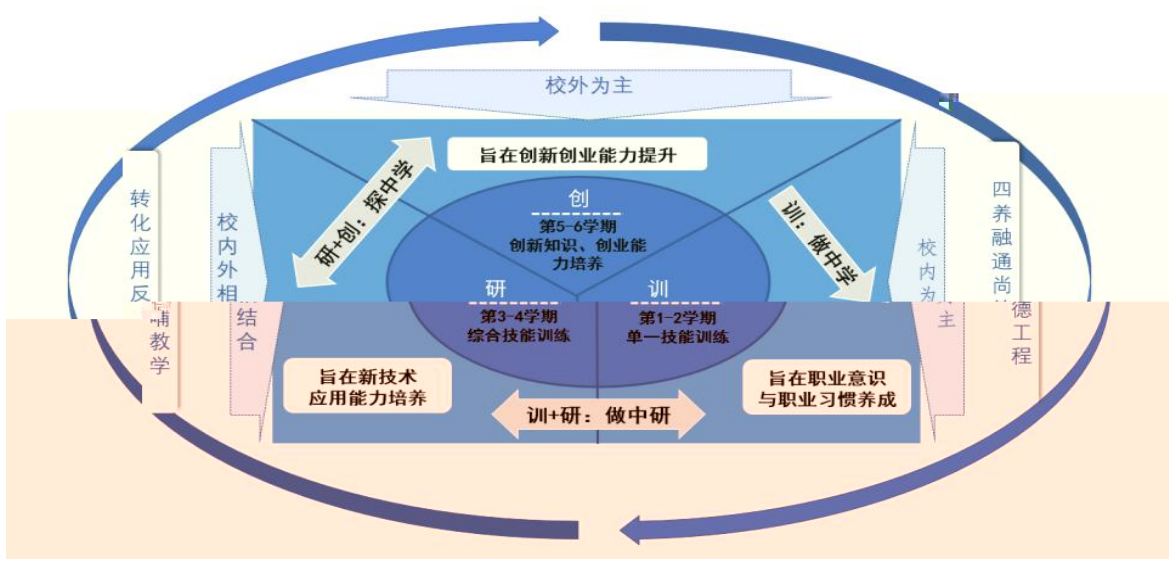 校外为主
旨在创新创业能力提升
研+创：探中学
训：做中学
创
第5-6学期
创新知识、创业能
力培养
转化应用反哺教学
校内外相结合
校内为主
四养融通尚德工程
研
第3-4学期
综合技能训练
训
第1-2学期
单一技能训练
旨在新技术
应用能力培养
旨在职业意识
与职业习惯养成
训+研：做中研